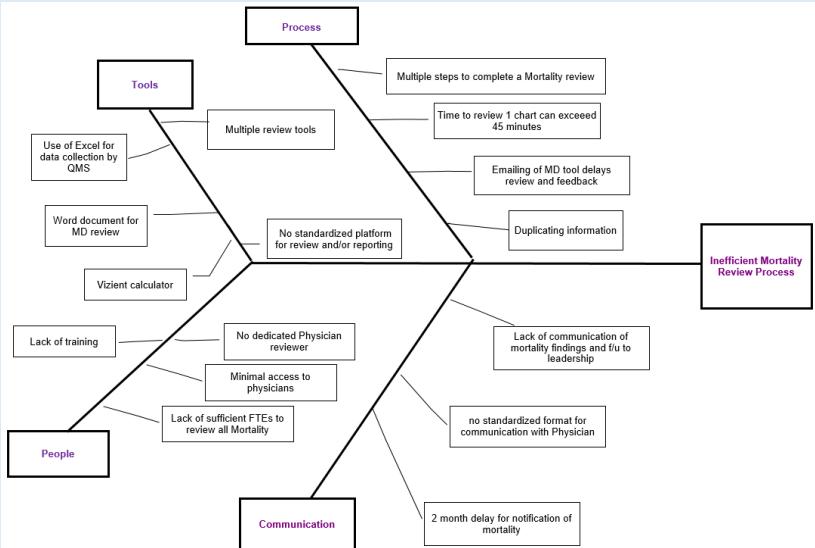 Process
Multiple steps to complete a Mortality review
Time to review 1 chart can exceeed
45 minutes
Emailing of MD tool delays
review and feedback
Duplicating information
Tools
Multiple review tools
Use of Excel for
data collection by
QMS
Word document for
MD review
No standardized platform
for review and/or reporting
Vizient calculator
Inefficient Mortality
Review Process
Lack of training
No dedicated Physician
reviewer
Minimal access to
physicians
Lack of sufficient FTEs to
review all Mortality
People
Lack of communication of
mortality findings and f/u to
leadership
no standardized format for
communication with Physician
2 month delay for notification of
mortality
Communication